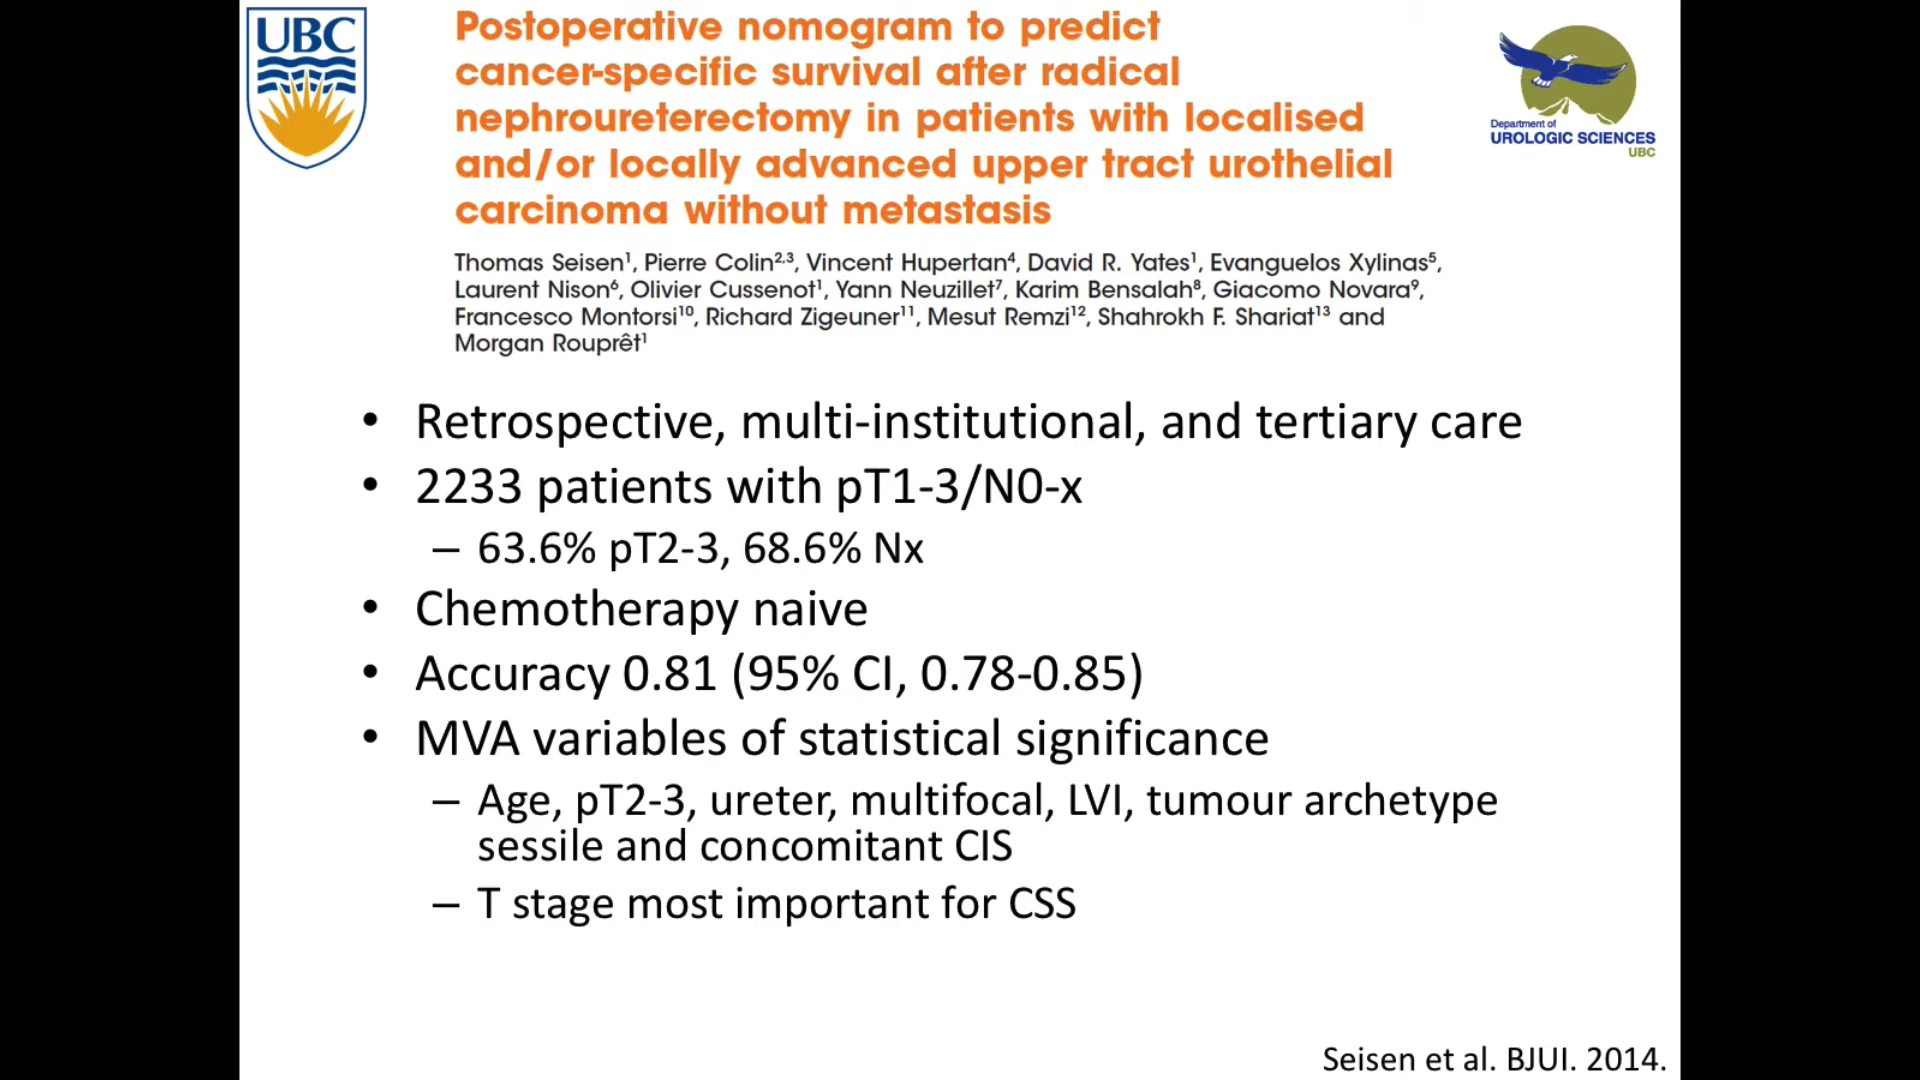 UBC
Postoperative nomogram to predict
cancer-specific survival after radical
nephroureterectomy in patients with localised
and/or locally advanced upper tract urothelial
carcinoma without metastasis
Department of
UROLOGIC SCIENCES
UBC
Thomas Seisen¹, Pierre Colin²,³, Vincent Hupertan⁴, David R. Yates¹, Evanguelos Xylinas⁵,
Laurent Nison⁶, Olivier Cussenot¹, Yann Neuzillet⁷, Karim Bensalah⁸, Giacomo Novara⁹,
Francesco Montorsi¹⁰, Richard Zigeuner¹¹, Mesut Remzi¹², Shahrokh F. Shariat¹³ and
Morgan Rouprêt¹
• Retrospective, multi-institutional, and tertiary care
• 2233 patients with pT1-3/N0-x
– 63.6% pT2-3, 68.6% Nx
• Chemotherapy naive
• Accuracy 0.81 (95% CI, 0.78-0.85)
• MVA variables of statistical significance
– Age, pT2-3, ureter, multifocal, LVI, tumour archetype
sessile and concomitant CIS
– T stage most important for CSS
Seisen et al. BJUI. 2014.